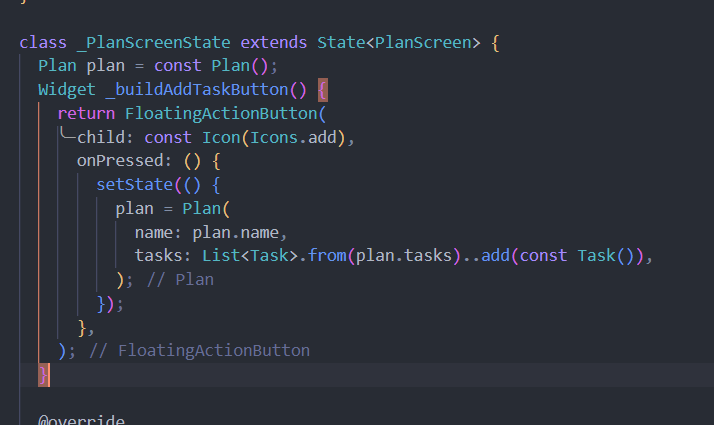 class _PlanScreenState extends State<PlanScreen> {
Plan plan = const Plan();
Widget _buildAddTaskButton() {
return FloatingActionButton(
child: const Icon(Icons.add),
onPressed: () {
setState(() {
plan = Plan(
name: plan.name,
tasks: List<Task>.from(plan.tasks)..add(const Task()),
); // Plan
});
},
); // FloatingActionButton
}
@override